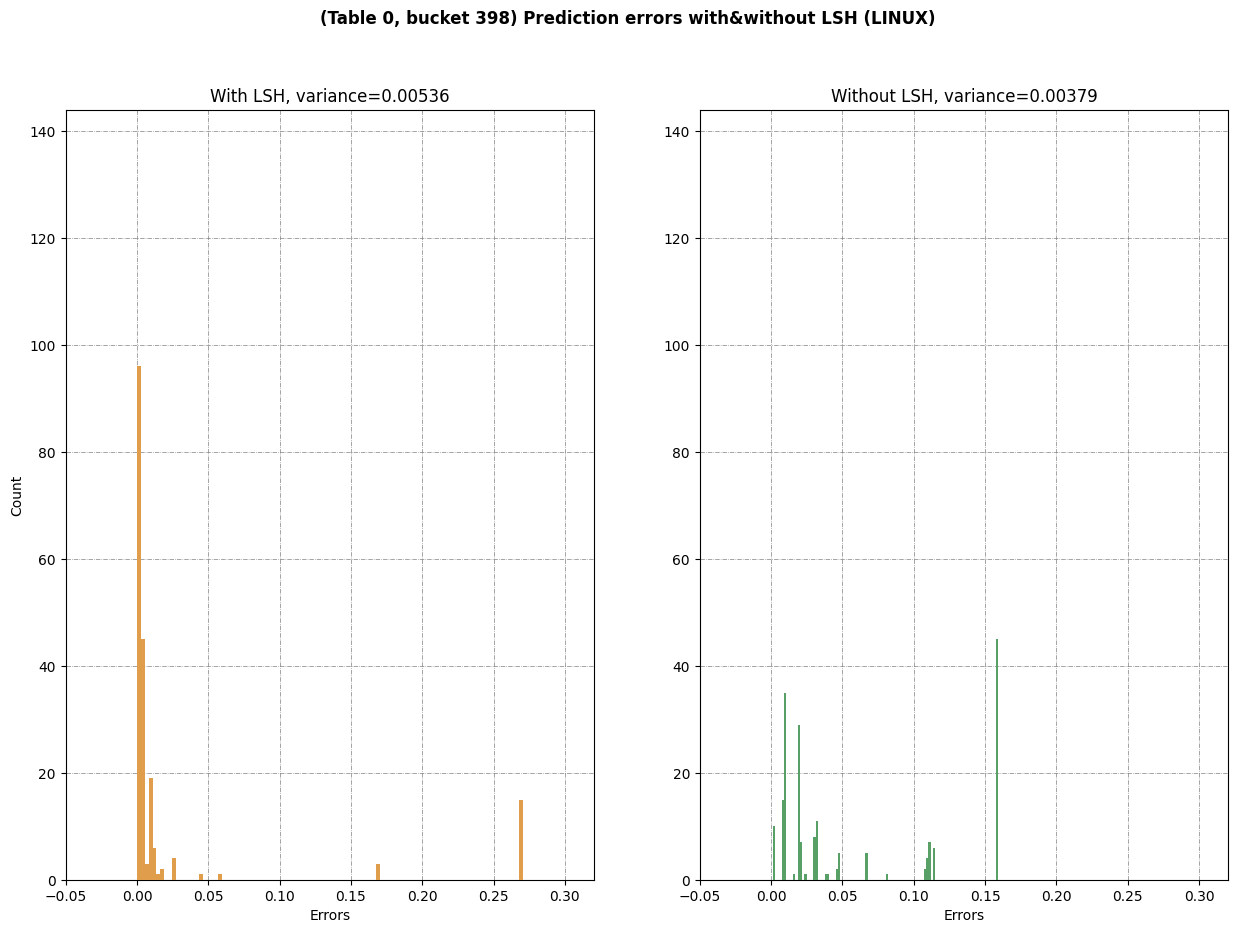 (Table 0, bucket 398) Prediction errors with&without LSH (LINUX)
With LSH, variance=0.00536
140
120
100
80
60
40
20
0
Count
−0.05 0.00 0.05 0.10 0.15 0.20 0.25 0.30
Errors
Without LSH, variance=0.00379
140
120
100
80
60
40
20
0
−0.05 0.00 0.05 0.10 0.15 0.20 0.25 0.30
Errors